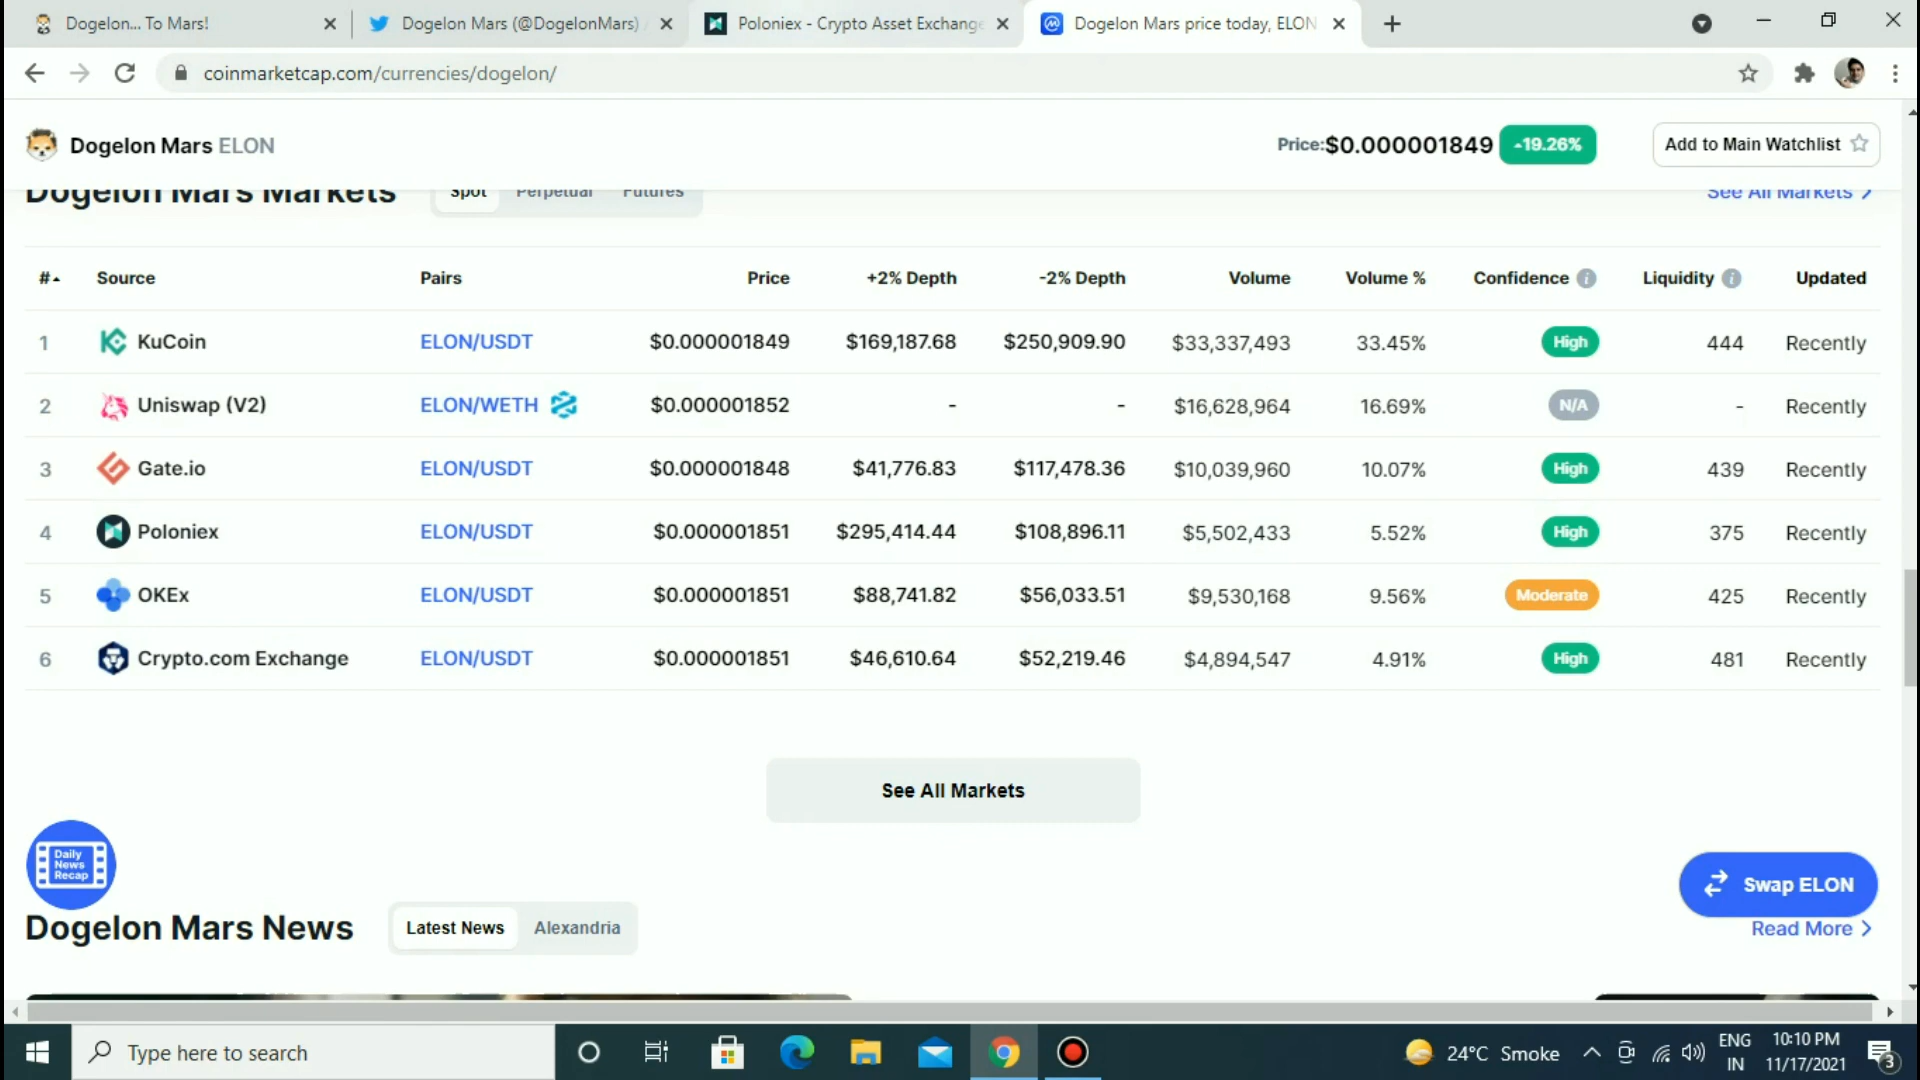 Dogelon... To Mars!
Dogelon Mars (@DogelonMars) /
Poloniex - Crypto Asset Exchange
Dogelon Mars price today, ELON
coinmarketcap.com/currencies/dogelon/
Dogelon Mars ELON
Price:$0.000001849 19.26%
Add to Main Watchlist
Dogelon Mars Markets Spot Perpetual Futures See All Markets
# Source Pairs Price +2% Depth -2% Depth Volume Volume % Confidence Liquidity Updated
1 KuCoin ELON/USDT $0.000001849 $169,187.68 $250,909.90 $33,337,493 33.45% High 444 Recently
2 Uniswap (V2) ELON/WETH $0.000001852 - - $16,628,964 16.69% N/A - Recently
3 Gate.io ELON/USDT $0.000001848 $41,776.83 $117,478.36 $10,039,960 10.07% High 439 Recently
4 Poloniex ELON/USDT $0.000001851 $295,414.44 $108,896.11 $5,502,433 5.52% High 375 Recently
5 OKEx ELON/USDT $0.000001851 $88,741.82 $56,033.51 $9,530,168 9.56% Moderate 425 Recently
6 Crypto.com Exchange ELON/USDT $0.000001851 $46,610.64 $52,219.46 $4,894,547 4.91% High 481 Recently
See All Markets
Daily
News
Recap
Swap ELON
Dogelon Mars News Latest News Alexandria Read More
Type here to search
24°C Smoke
ENG
IN
10:10 PM
11/17/2021
3